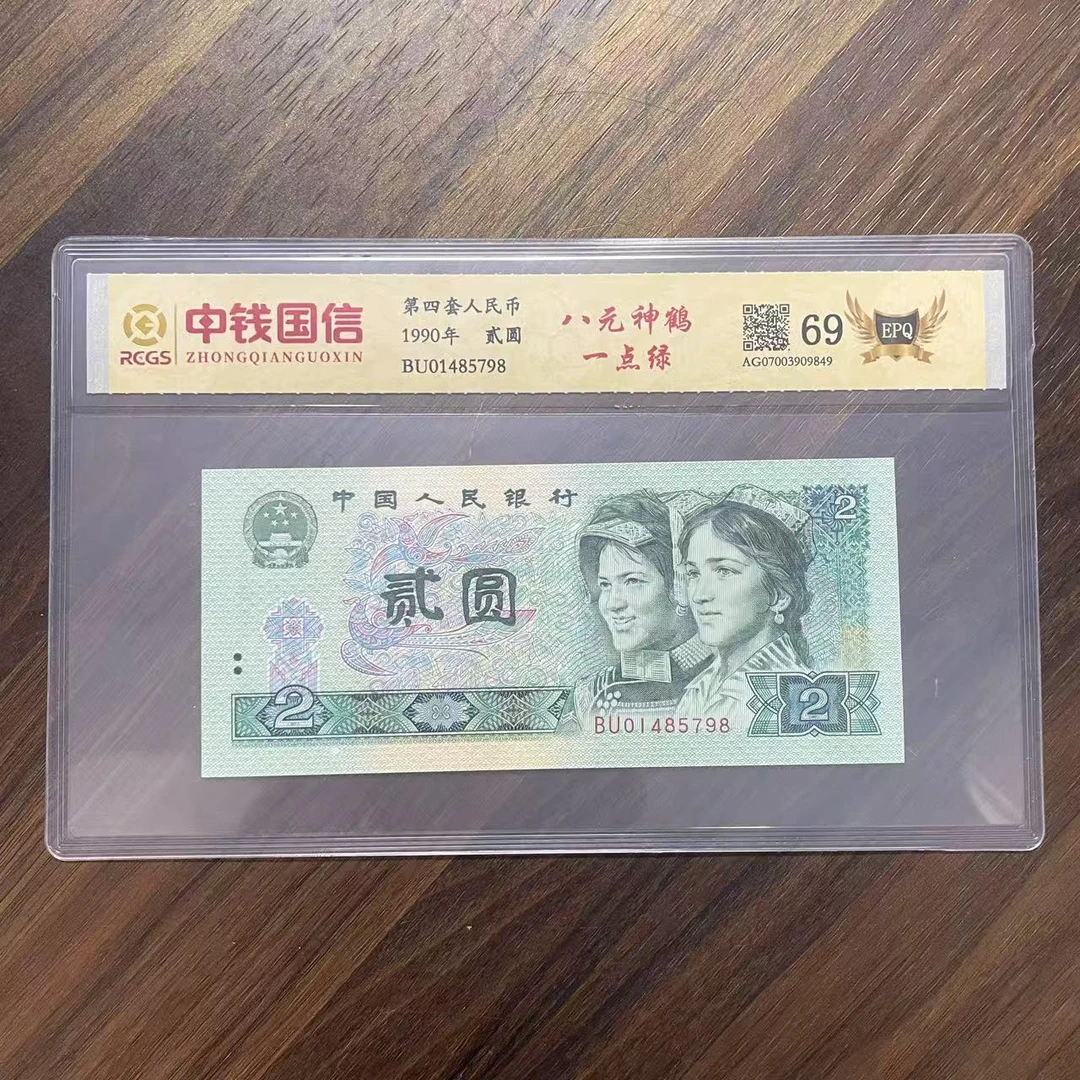 中钱国信
RCGS
ZHONGQIANGUOXIN
第四套人民币
1990年 贰圆
BU01485798
八元神鹤
一点绿
69
EPQ
AG07003909849
中国人民银行
2
贰圆
2
2
BU01485798